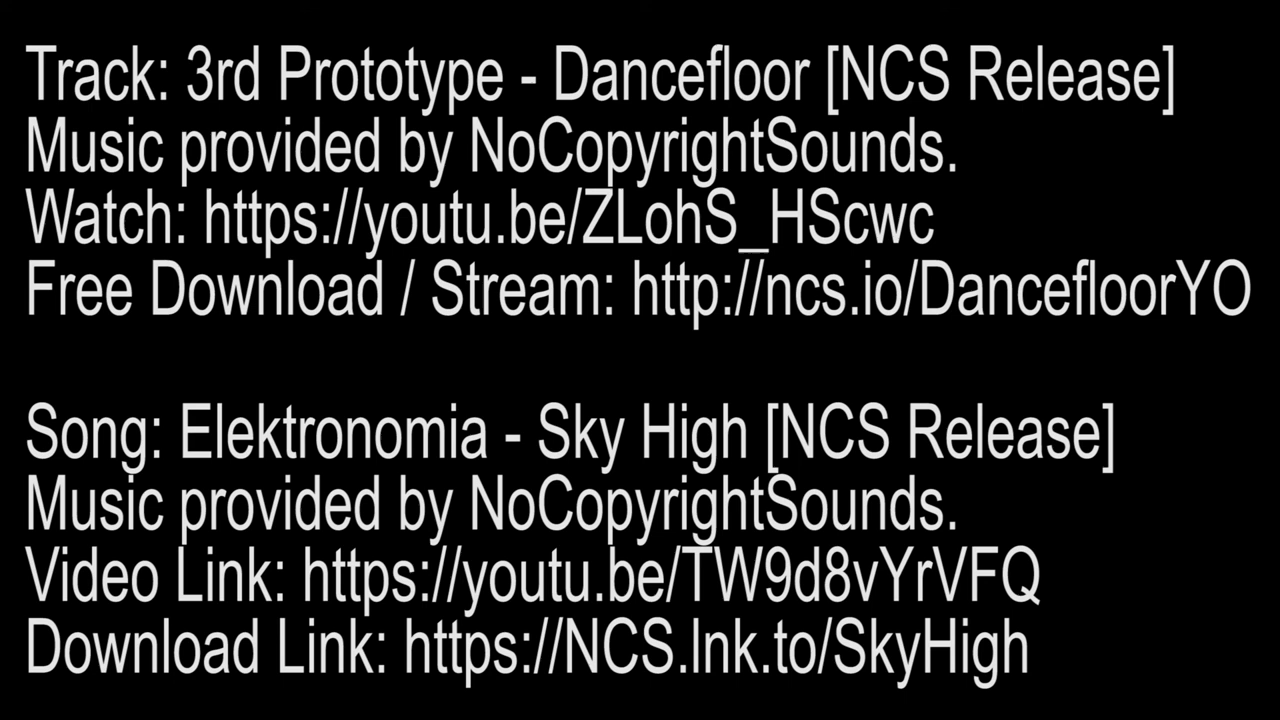 Track: 3rd Prototype - Dancefloor [NCS Release]
Music provided by NoCopyrightSounds.
Watch: https://youtu.be/ZLohS_HScwc
Free Download / Stream: http://ncs.io/DancefloorYO
Song: Elektronomia - Sky High [NCS Release]
Music provided by NoCopyrightSounds.
Video Link: https://youtu.be/TW9d8vYrVFQ
Download Link: https://NCS.lnk.to/SkyHigh